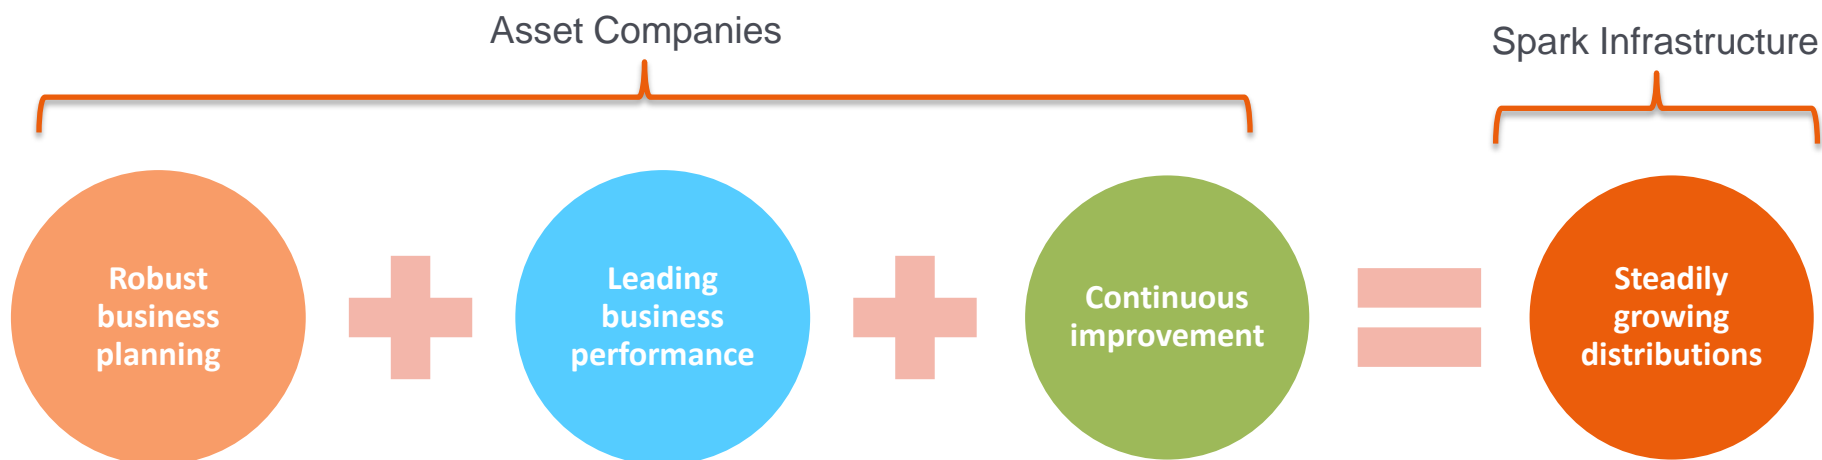 Asset Companies
Spark Infrastructure
Robust
business
planning
Leading
business
performance
Continuous
improvement
Steadily
growing
distributions